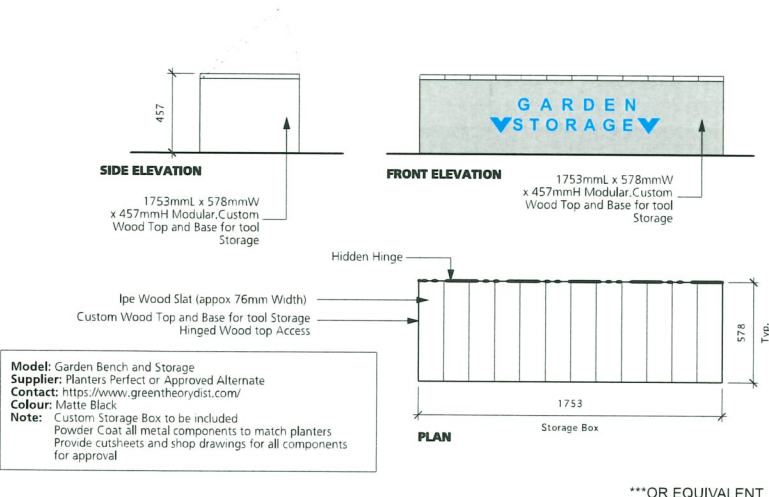 457
SIDE ELEVATION
1753mmL x 578mmW
x 457mmH Modular.Custom
Wood Top and Base for tool
Storage
GARDEN
STORAGE
FRONT ELEVATION
1753mmL x 578mmW
x 457mmH Modular.Custom
Wood Top and Base for tool
Storage
Hidden Hinge
Ipe Wood Slat (appox 76mm Width)
Custom Wood Top and Base for tool Storage
Hinged Wood top Access
578
Typ.
1753
Storage Box
PLAN
Model: Garden Bench and Storage
Supplier: Planters Perfect or Approved Alternate
Contact: https://www.greentheorydist.com/
Colour: Matte Black
Note: Custom Storage Box to be included
Powder Coat all metal components to match planters
Provide cutsheets and shop drawings for all components
for approval
***OR EQUIVALENT